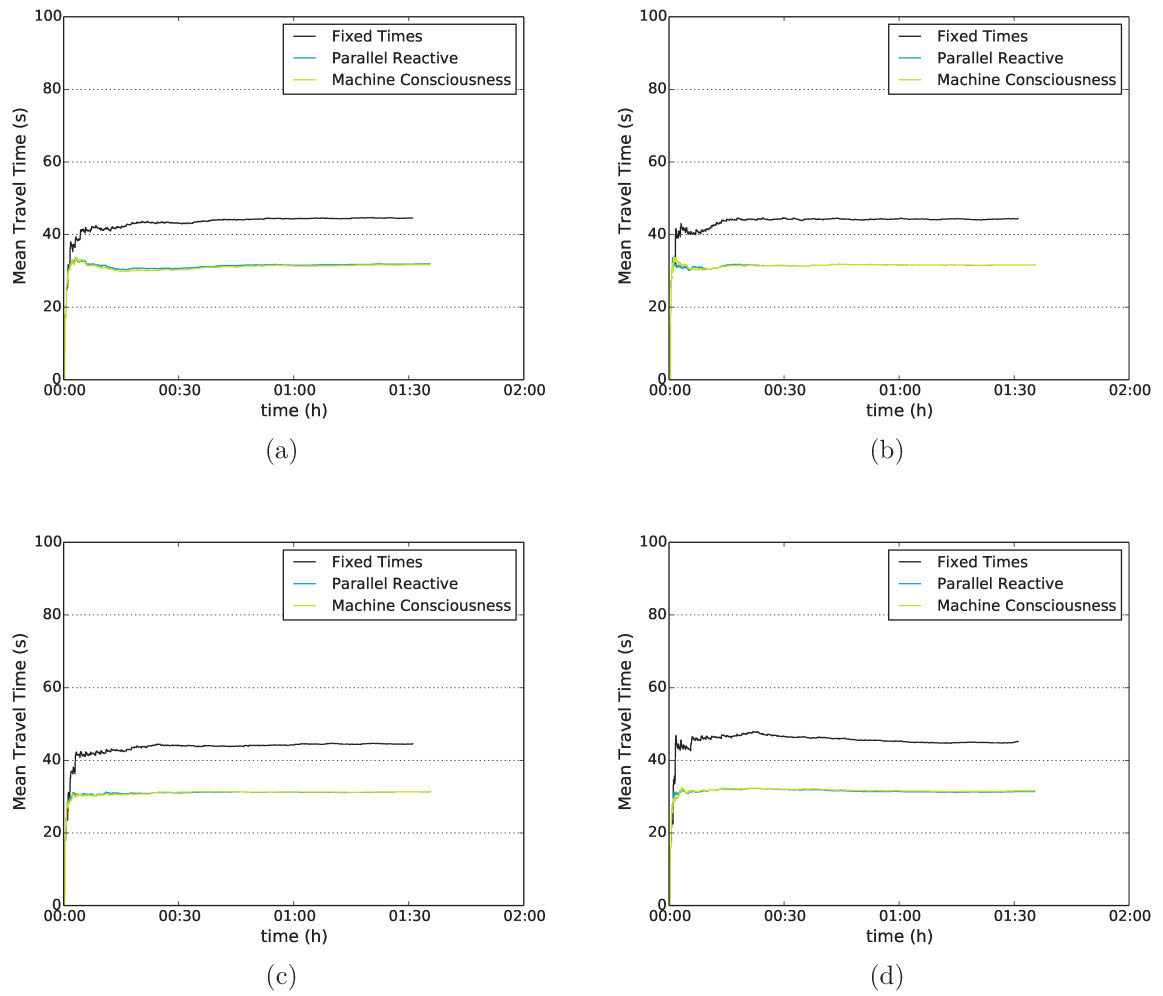 100
80
60
40
20
0
Mean Travel Time (s)
Fixed Times
Parallel Reactive
Machine Consciousness
00:00 00:30 01:00 01:30 02:00
time (h)
(a)
100
80
60
40
20
0
Mean Travel Time (s)
Fixed Times
Parallel Reactive
Machine Consciousness
00:00 00:30 01:00 01:30 02:00
time (h)
(b)
100
80
60
40
20
0
Mean Travel Time (s)
Fixed Times
Parallel Reactive
Machine Consciousness
00:00 00:30 01:00 01:30 02:00
time (h)
(c)
100
80
60
40
20
0
Mean Travel Time (s)
Fixed Times
Parallel Reactive
Machine Consciousness
00:00 00:30 01:00 01:30 02:00
time (h)
(d)